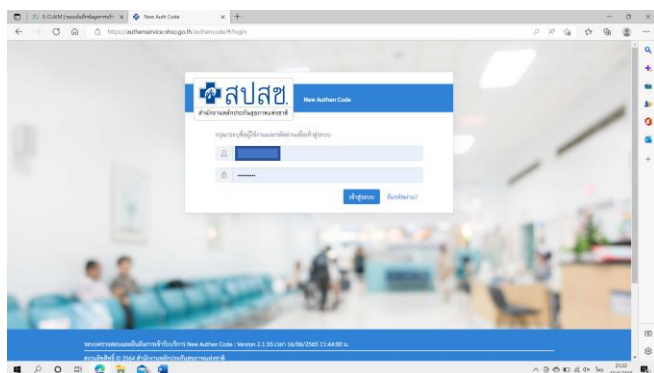 E-CLAIM
New Auth Code
https://authenservice.nhso.go.th/authencode/#/login
สปสช.
สำนักงานหลักประกันสุขภาพแห่งชาติ
New Authen Code
กรุณาระบุชื่อผู้ใช้งานและรหัสผ่านเพื่อเข้าสู่ระบบ
เข้าสู่ระบบ
ลืมรหัสผ่าน?
ระบบตรวจสอบและยืนยันการเข้ารับบริการ New Authen Code : Version 2.1.55 เวลา 16/06/2565 13:44:00 น.
สงวนลิขสิทธิ์ © 2564 สำนักงานหลักประกันสุขภาพแห่งชาติ
21:22